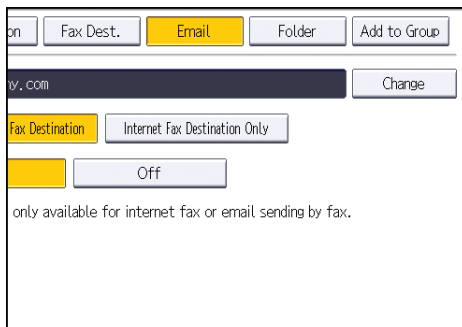 on Fax Dest. Email Folder Add to Group
ny.com Change
Fax Destination Internet Fax Destination Only
Off
only available for internet fax or email sending by fax.